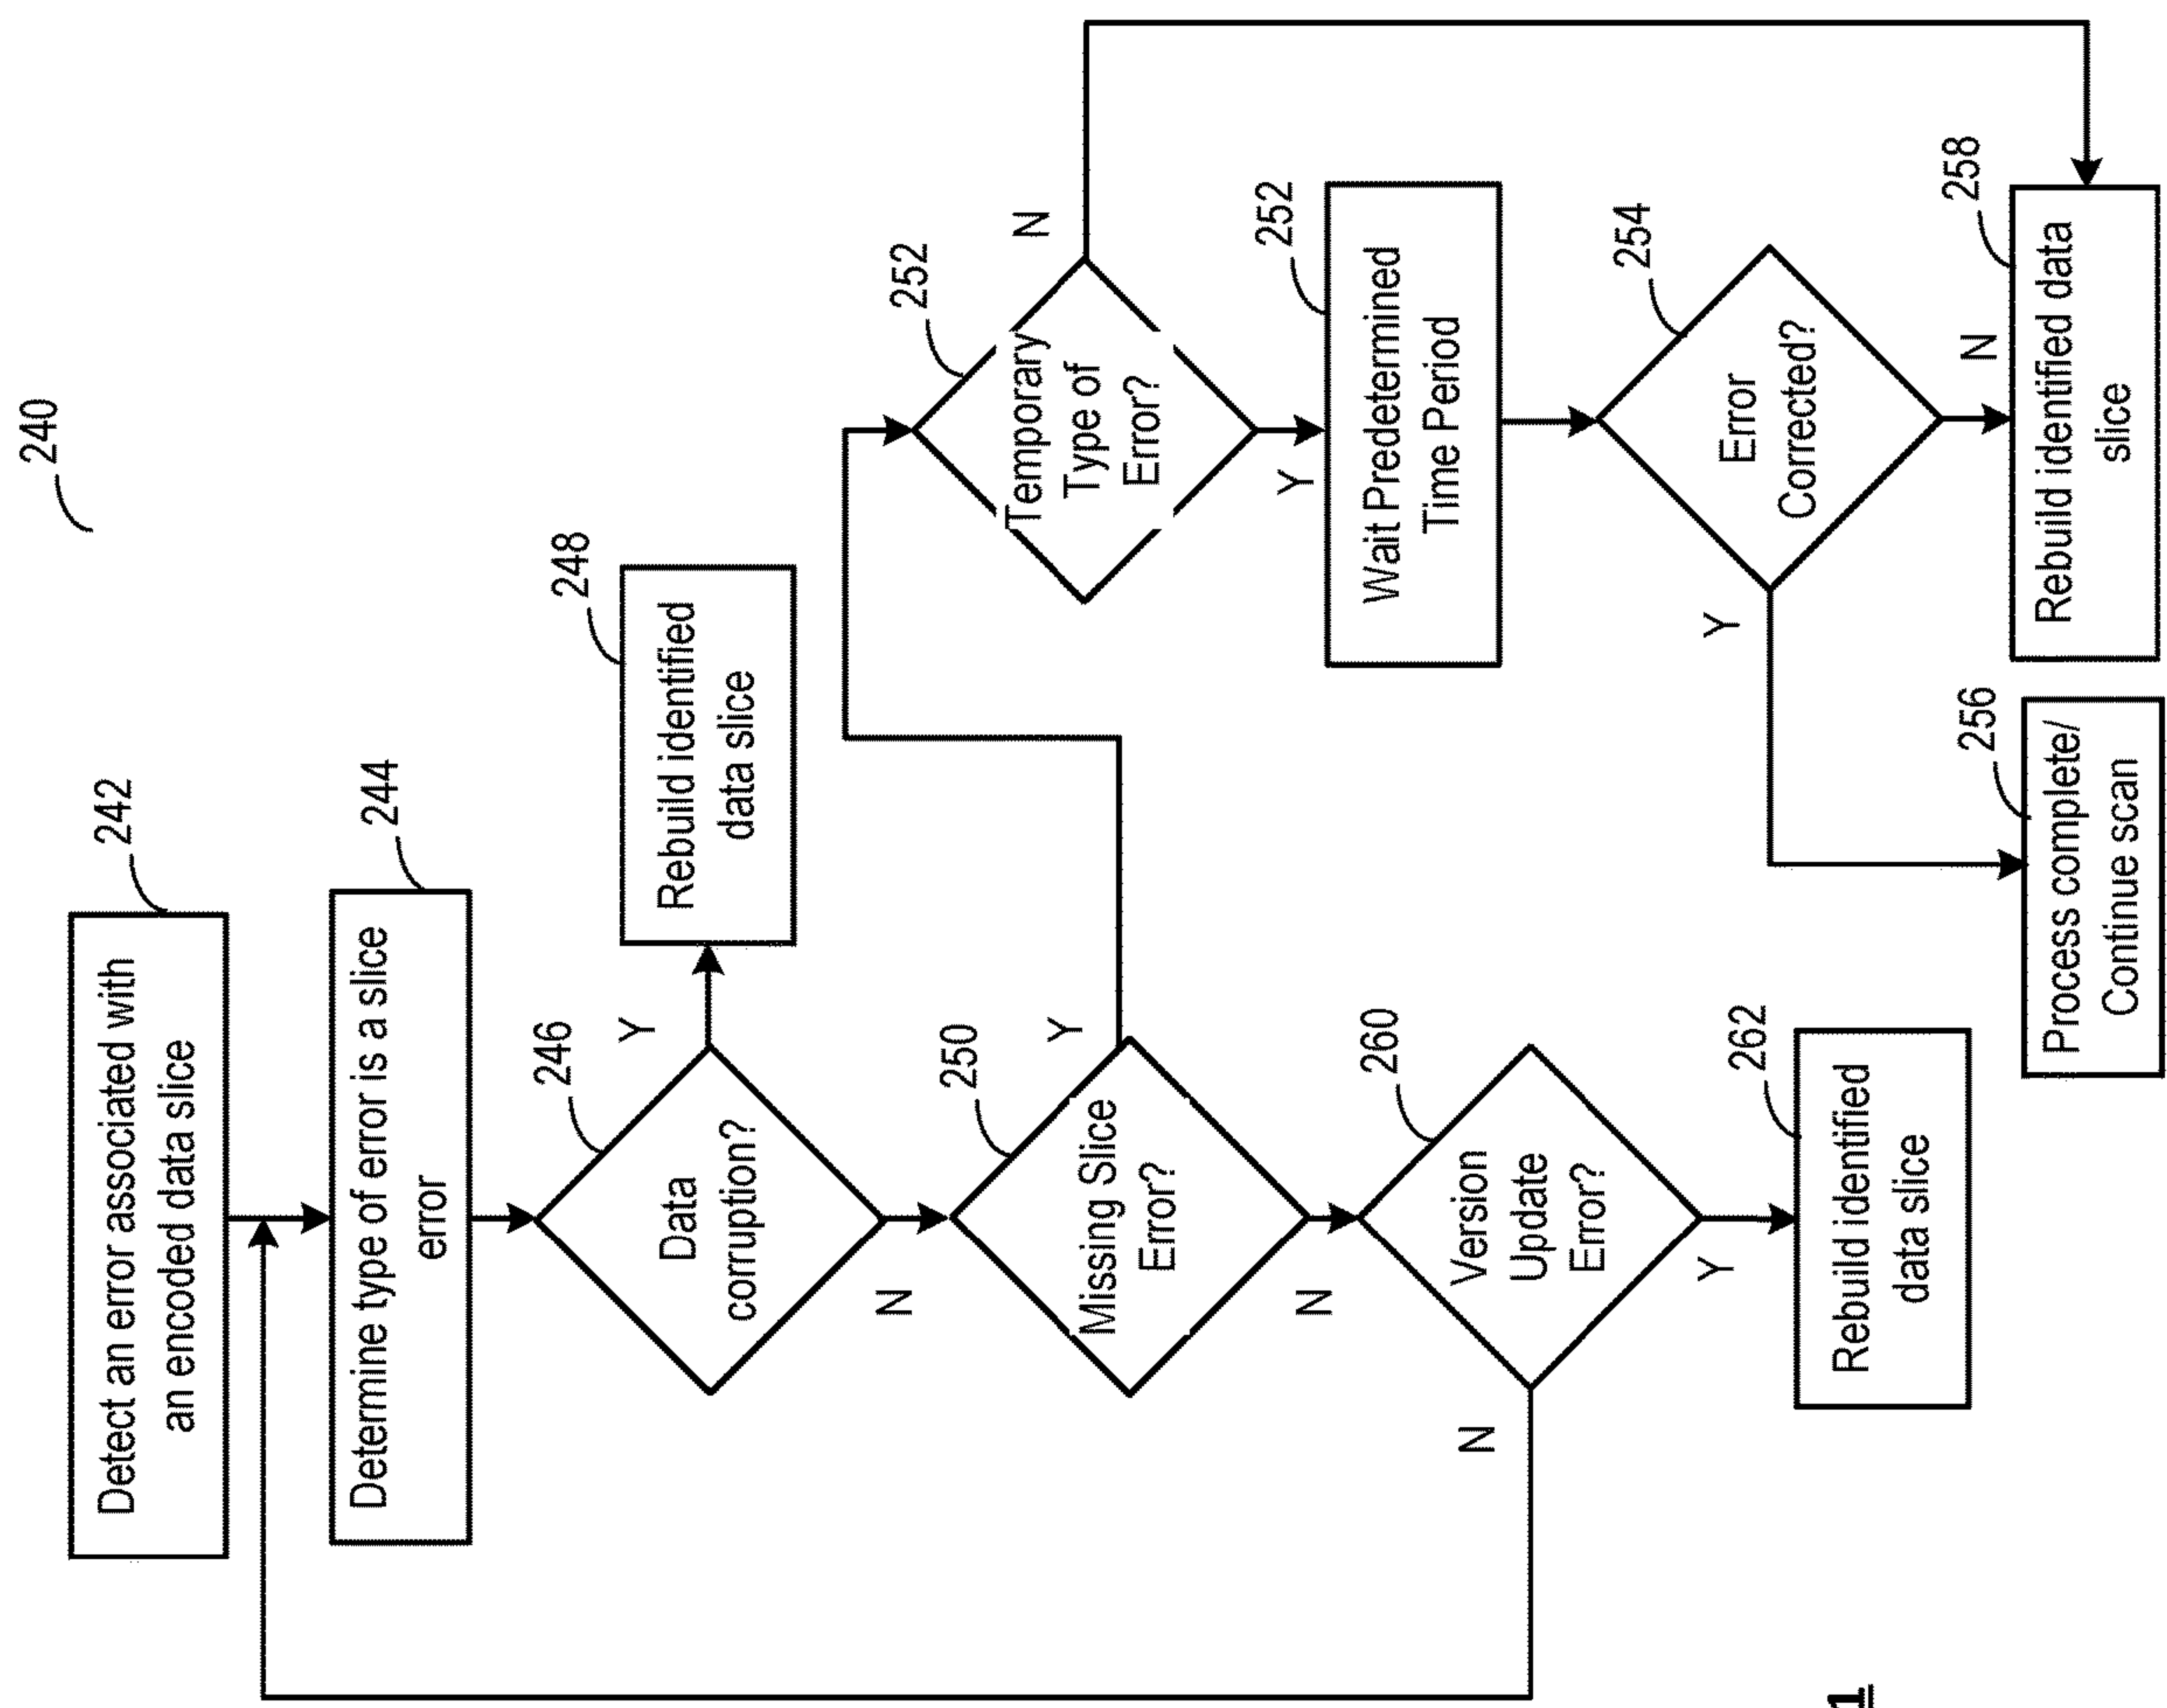 240
242
Detect an error associated with
an encoded data slice
244
Determine type of error is a slice
error
246
Data
corruption?
Y
N
248
Rebuild identified
data slice
250
Missing Slice
Error?
Y
N
252
Temporary
Type of
Error?
N
Y
252
Wait Predetermined
Time Period
254
Error
Corrected?
Y
N
260
Version
Update
Error?
N
Y
262
Rebuild identified
data slice
256
Process complete/
Continue scan
258
Rebuild identified data
slice
1